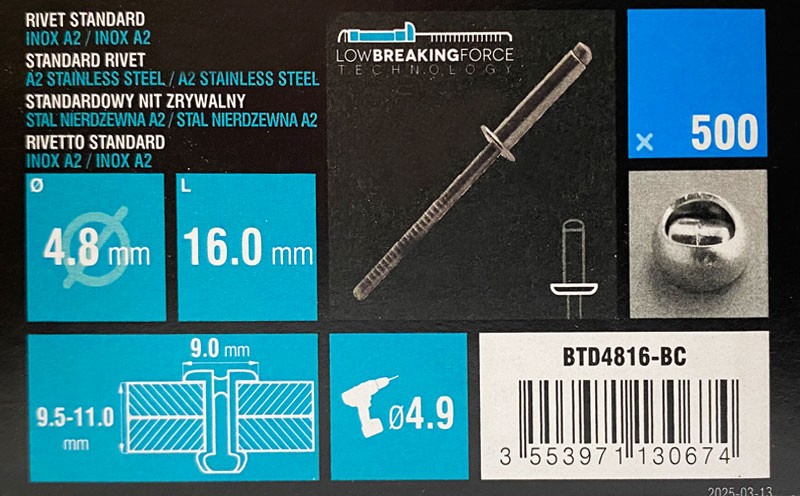 RIVET STANDARD
INOX A2 / INOX A2
STANDARD RIVET
A2 STAINLESS STEEL / A2 STAINLESS STEEL
STANDARDOWY NIT ZRYWALNY
STAL NIERDZEWNA A2 / STAL NIERDZEWNA A2
RIVETTO STANDARD
INOX A2 / INOX A2
LOWBREAKINGFORCE
TECHNOLOGY
x 500
Ø
4.8 mm
L
16.0 mm
9.0 mm
9.5-11.0
mm
Ø4.9
BTD4816-BC
3 553971 130674
2025-03-13